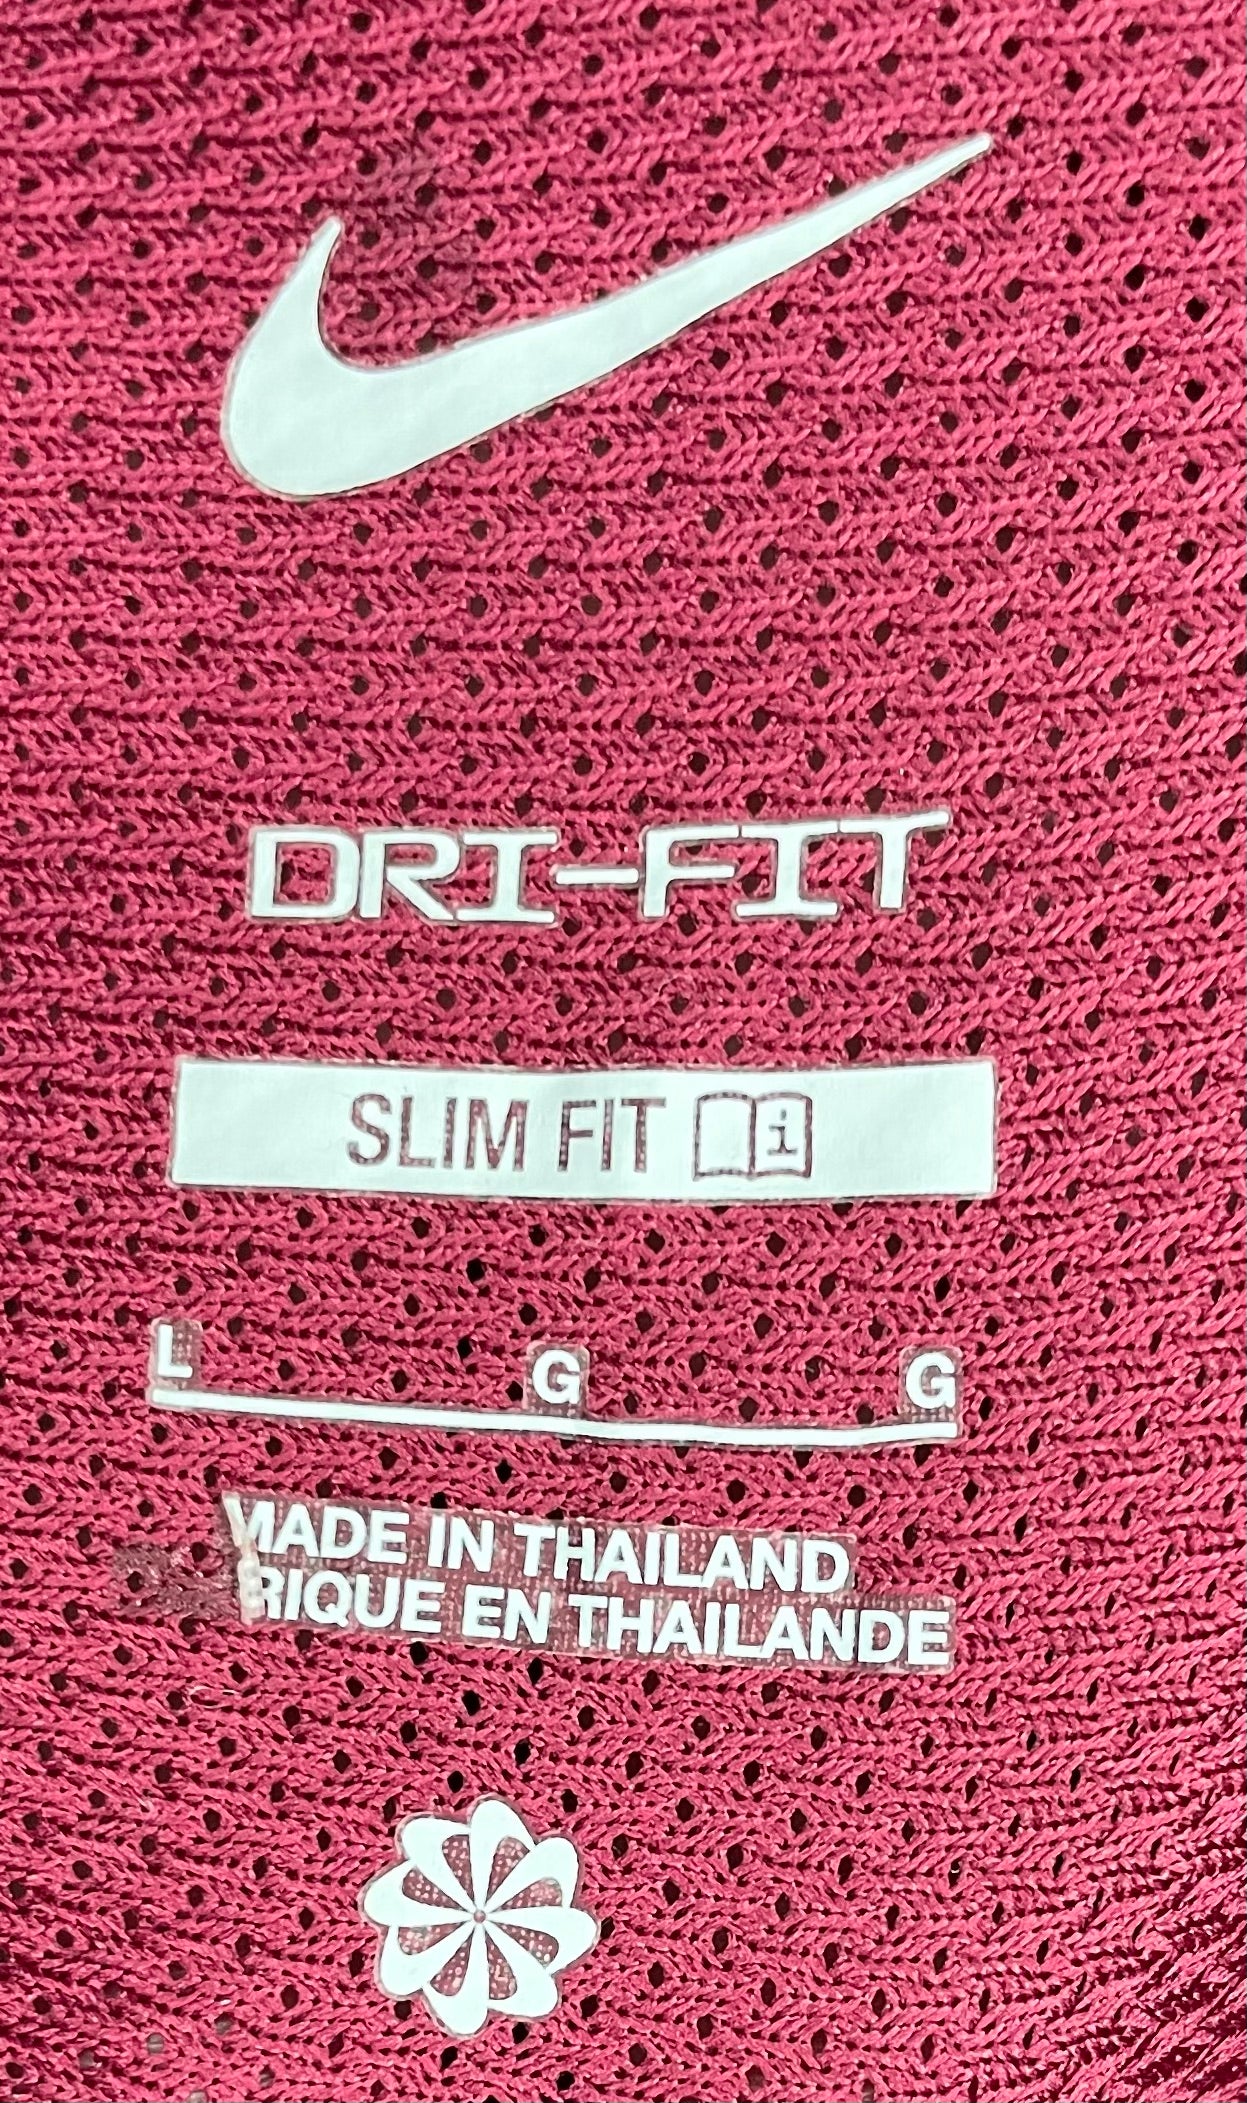 DRI-FIT
SLIM FIT i
L G G
MADE IN THAILAND
RIQUE EN THAILANDE